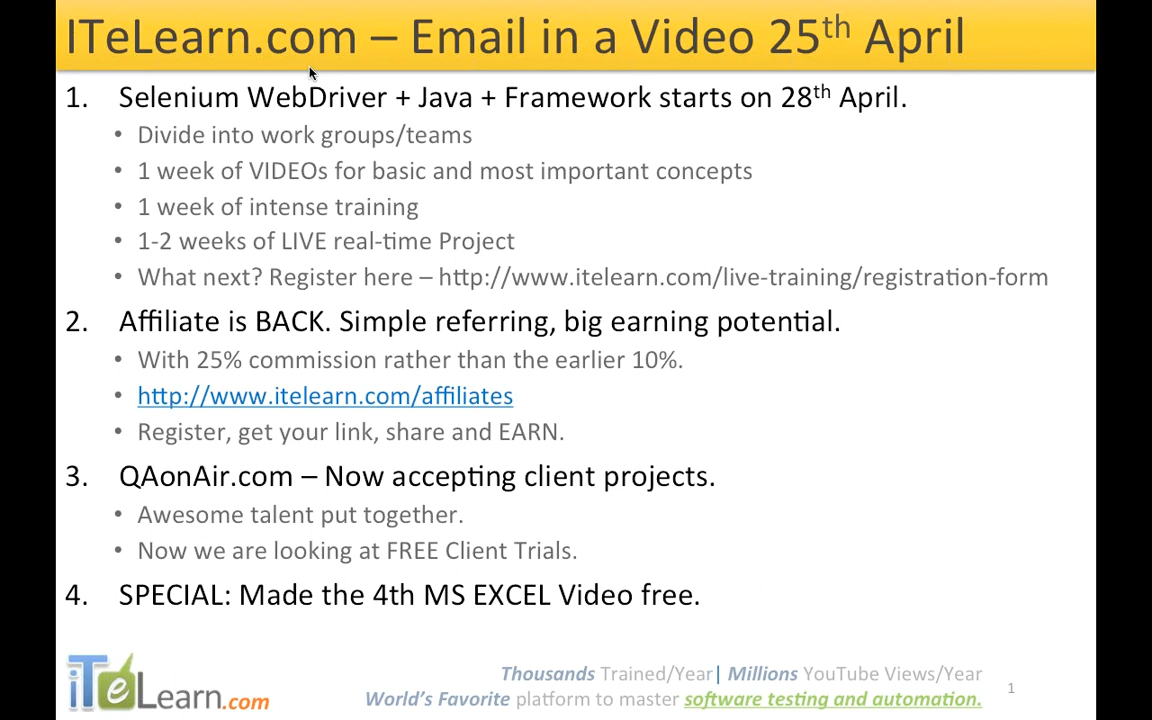 ITeLearn.com – Email in a Video 25th April
1. Selenium WebDriver + Java + Framework starts on 28th April.
• Divide into work groups/teams
• 1 week of VIDEOs for basic and most important concepts
• 1 week of intense training
• 1-2 weeks of LIVE real-time Project
• What next? Register here – http://www.itelearn.com/live-training/registration-form
2. Affiliate is BACK. Simple referring, big earning potential.
• With 25% commission rather than the earlier 10%.
• http://www.itelearn.com/affiliates
• Register, get your link, share and EARN.
3. QAonAir.com – Now accepting client projects.
• Awesome talent put together.
• Now we are looking at FREE Client Trials.
4. SPECIAL: Made the 4th MS EXCEL Video free.
iTeLearn.com
Thousands Trained/Year| Millions YouTube Views/Year
World's Favorite platform to master software testing and automation.
1